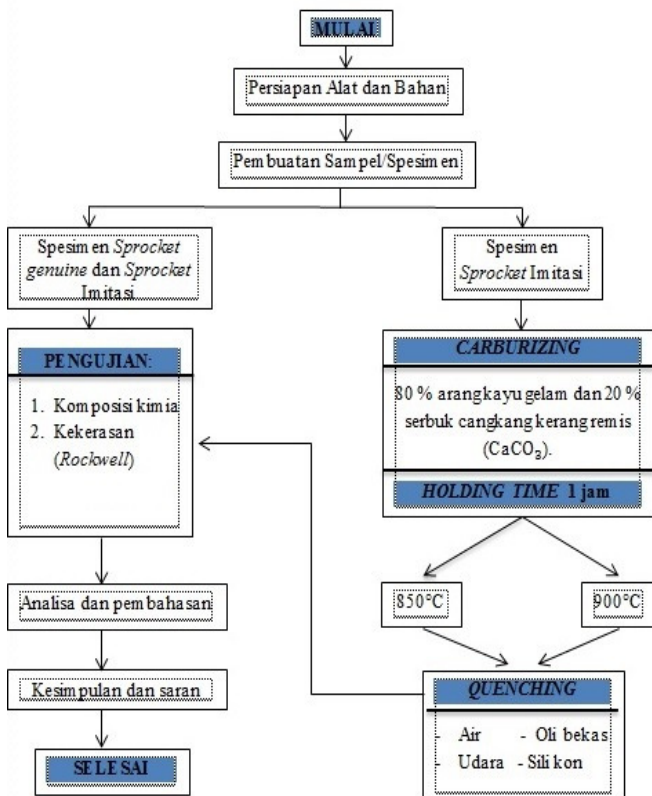 MULAI
Persiapan Alat dan Bahan
Pembuatan Sampel/Spesimen
Spesimen Sprocket
genuine dan Sprocket
Imitasi
Spesimen
Sprocket Imitasi
PENGUJIAN:
1. Komposisi kimia
2. Kekerasan
(Rockwell)
CARBURIZING
80 % arang kayu gelam dan 20 %
serbuk cangkang kerang remis
(CaCO₃).
HOLDING TIME 1 jam
850°C
900°C
QUENCHING
- Air - Oli bekas
- Udara - Silikon
Analisa dan pembahasan
Kesimpulan dan saran
SELESAI